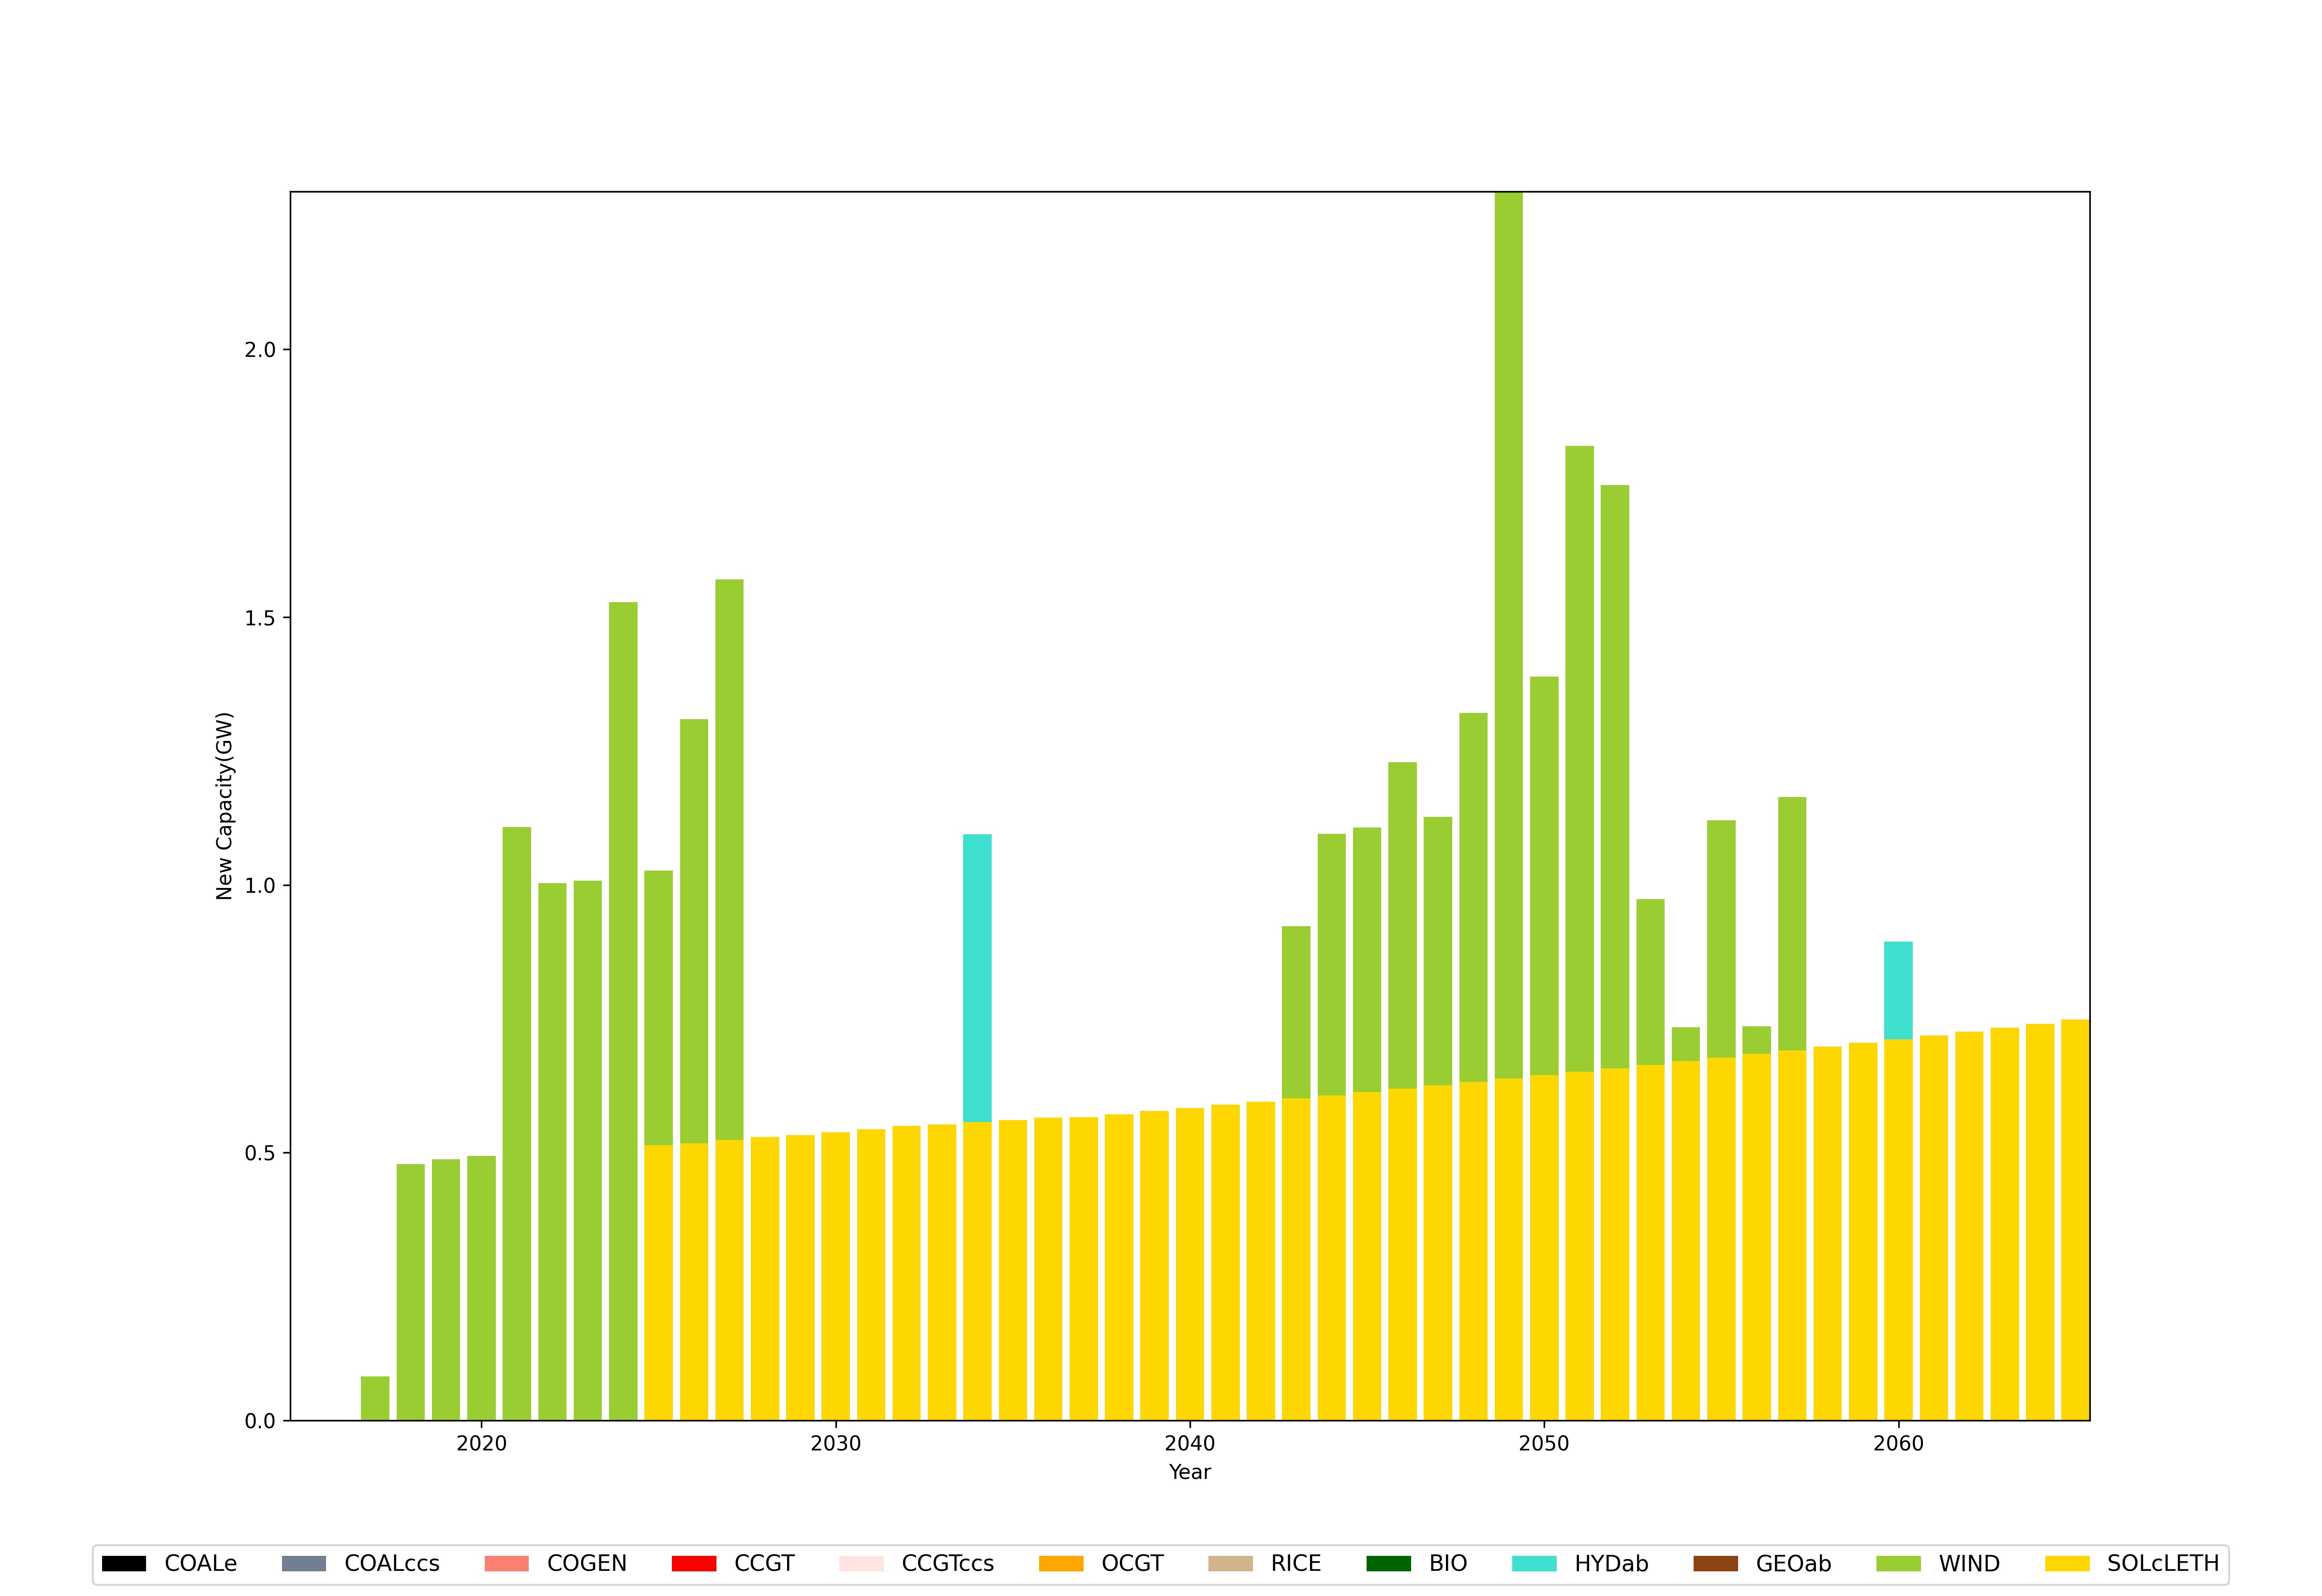 2.0
1.5
1.0
0.5
0.0
New Capacity(GW)
2020 2030 2040 2050 2060
Year
COALe COALccs COGEN CCGT CCGTccs OCGT RICE BIO HYDab GEOab WIND SOLcLETH